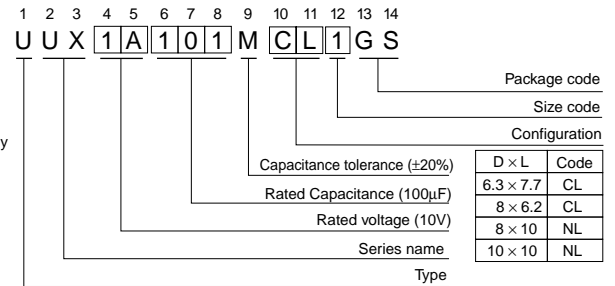 1 2 3 4 5 6 7 8 9 10 11 12 13 14
U U X 1 A 1 0 1 M C L 1 G S
Package code
Size code
Configuration
y
Capacitance tolerance (±20%)
Rated Capacitance (100µF)
Rated voltage (10V)
Series name
Type
D × L Code
6.3 × 7.7 CL
8 × 6.2 CL
8 × 10 NL
10 × 10 NL